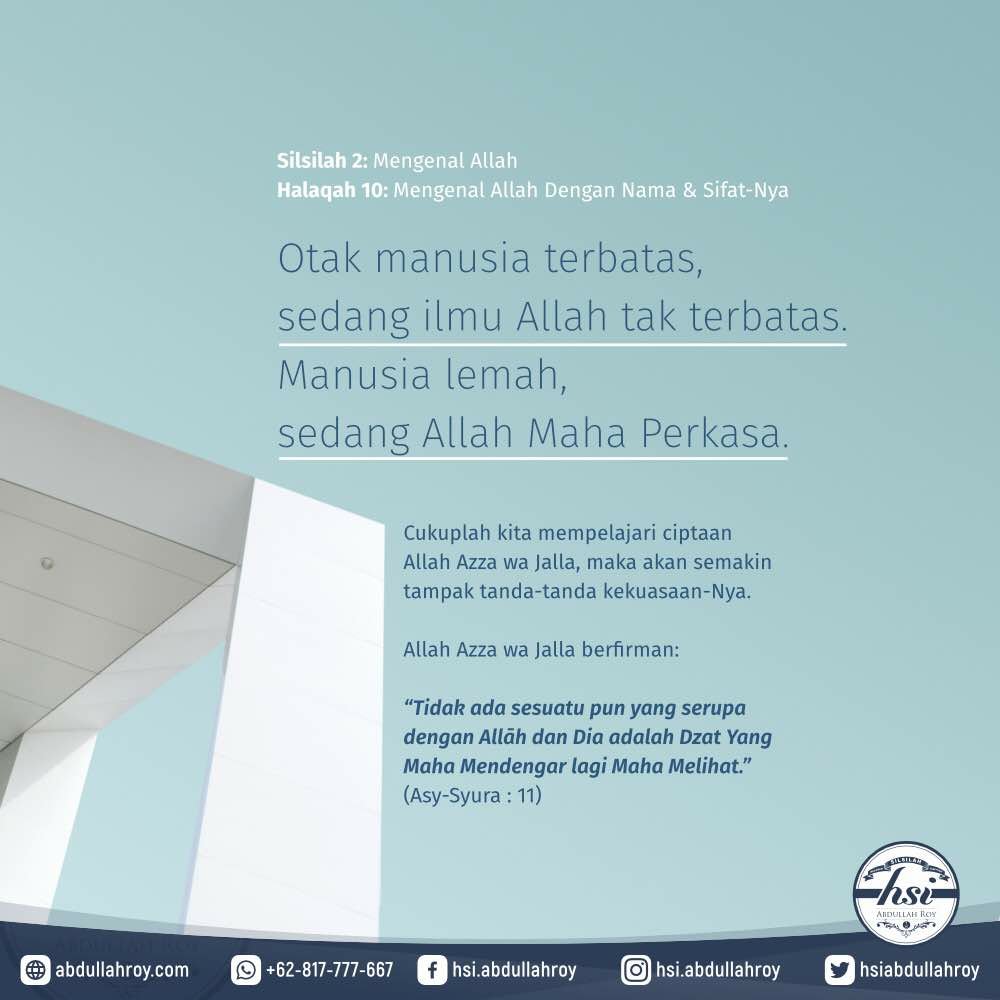 Silsilah 2: Mengenal Allah
Halaqah 10: Mengenal Allah Dengan Nama & Sifat-Nya
Otak manusia terbatas,
sedang ilmu Allah tak terbatas.
Manusia lemah,
sedang Allah Maha Perkasa.
Cukuplah kita mempelajari ciptaan
Allah Azza wa Jalla, maka akan semakin
tampak tanda-tanda kekuasaan-Nya.
Allah Azza wa Jalla berfirman:
“Tidak ada sesuatu pun yang serupa
dengan Allāh dan Dia adalah Dzat Yang
Maha Mendengar lagi Maha Melihat.”
(Asy-Syura : 11)
SILSILAH
hsi
ABDULLAH ROY
ABDULLAH ROY
abdullahroy.com
+62-817-777-667
hsi.abdullahroy
hsi.abdullahroy
hsiabdullahroy